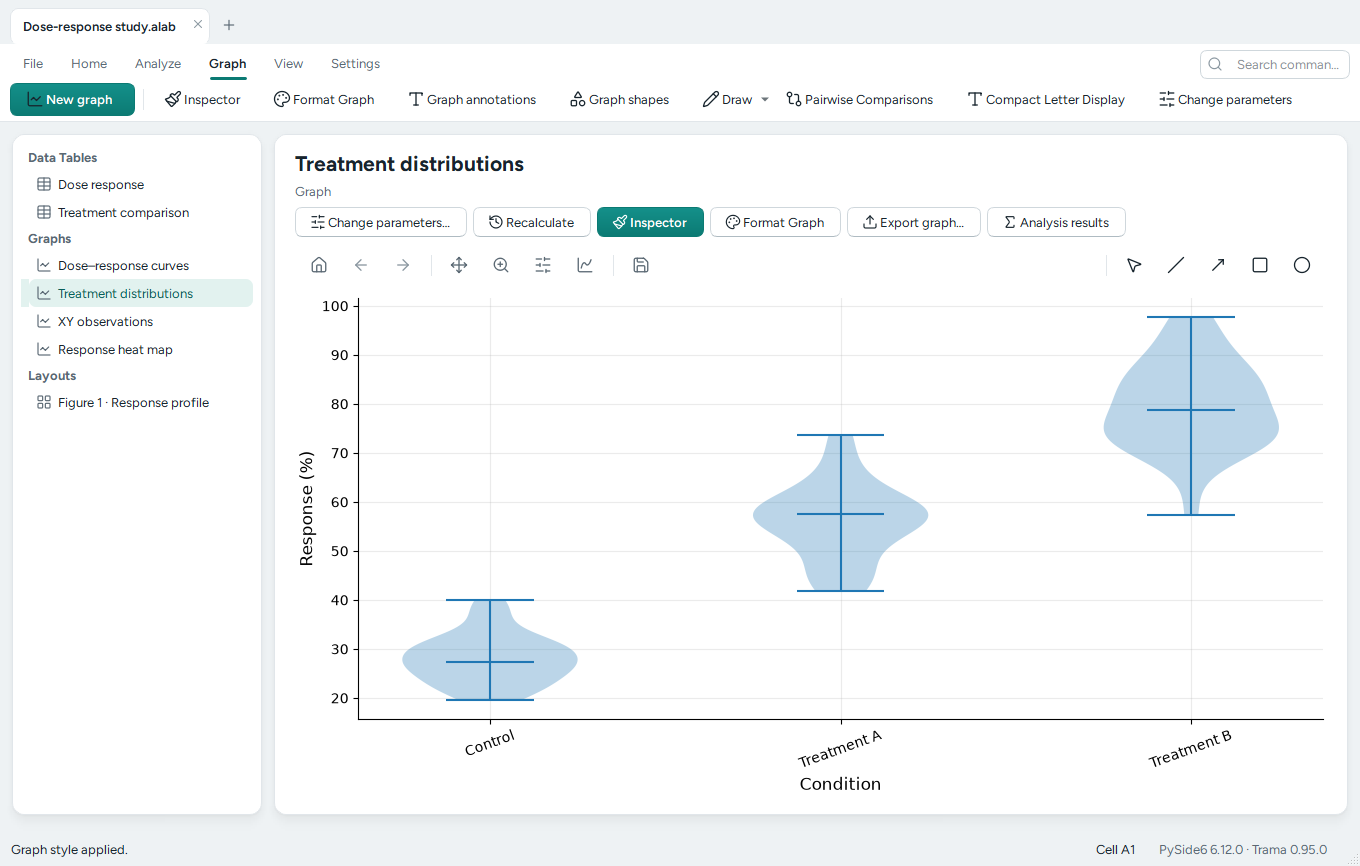 Dose-response study.alab
File Home Analyze Graph View Settings Search comman...
New graph Inspector Format Graph Graph annotations Graph shapes Draw Pairwise Comparisons Compact Letter Display Change parameters
Data Tables
Dose response
Treatment comparison
Graphs
Dose–response curves
Treatment distributions
XY observations
Response heat map
Layouts
Figure 1 · Response profile
Treatment distributions
Graph
Change parameters... Recalculate Inspector Format Graph Export graph... Analysis results
100
90
80
70
60
50
40
30
20
Response (%)
Control Treatment A Treatment B
Condition
Graph style applied. Cell A1 PySide6 6.12.0 · Trama 0.95.0